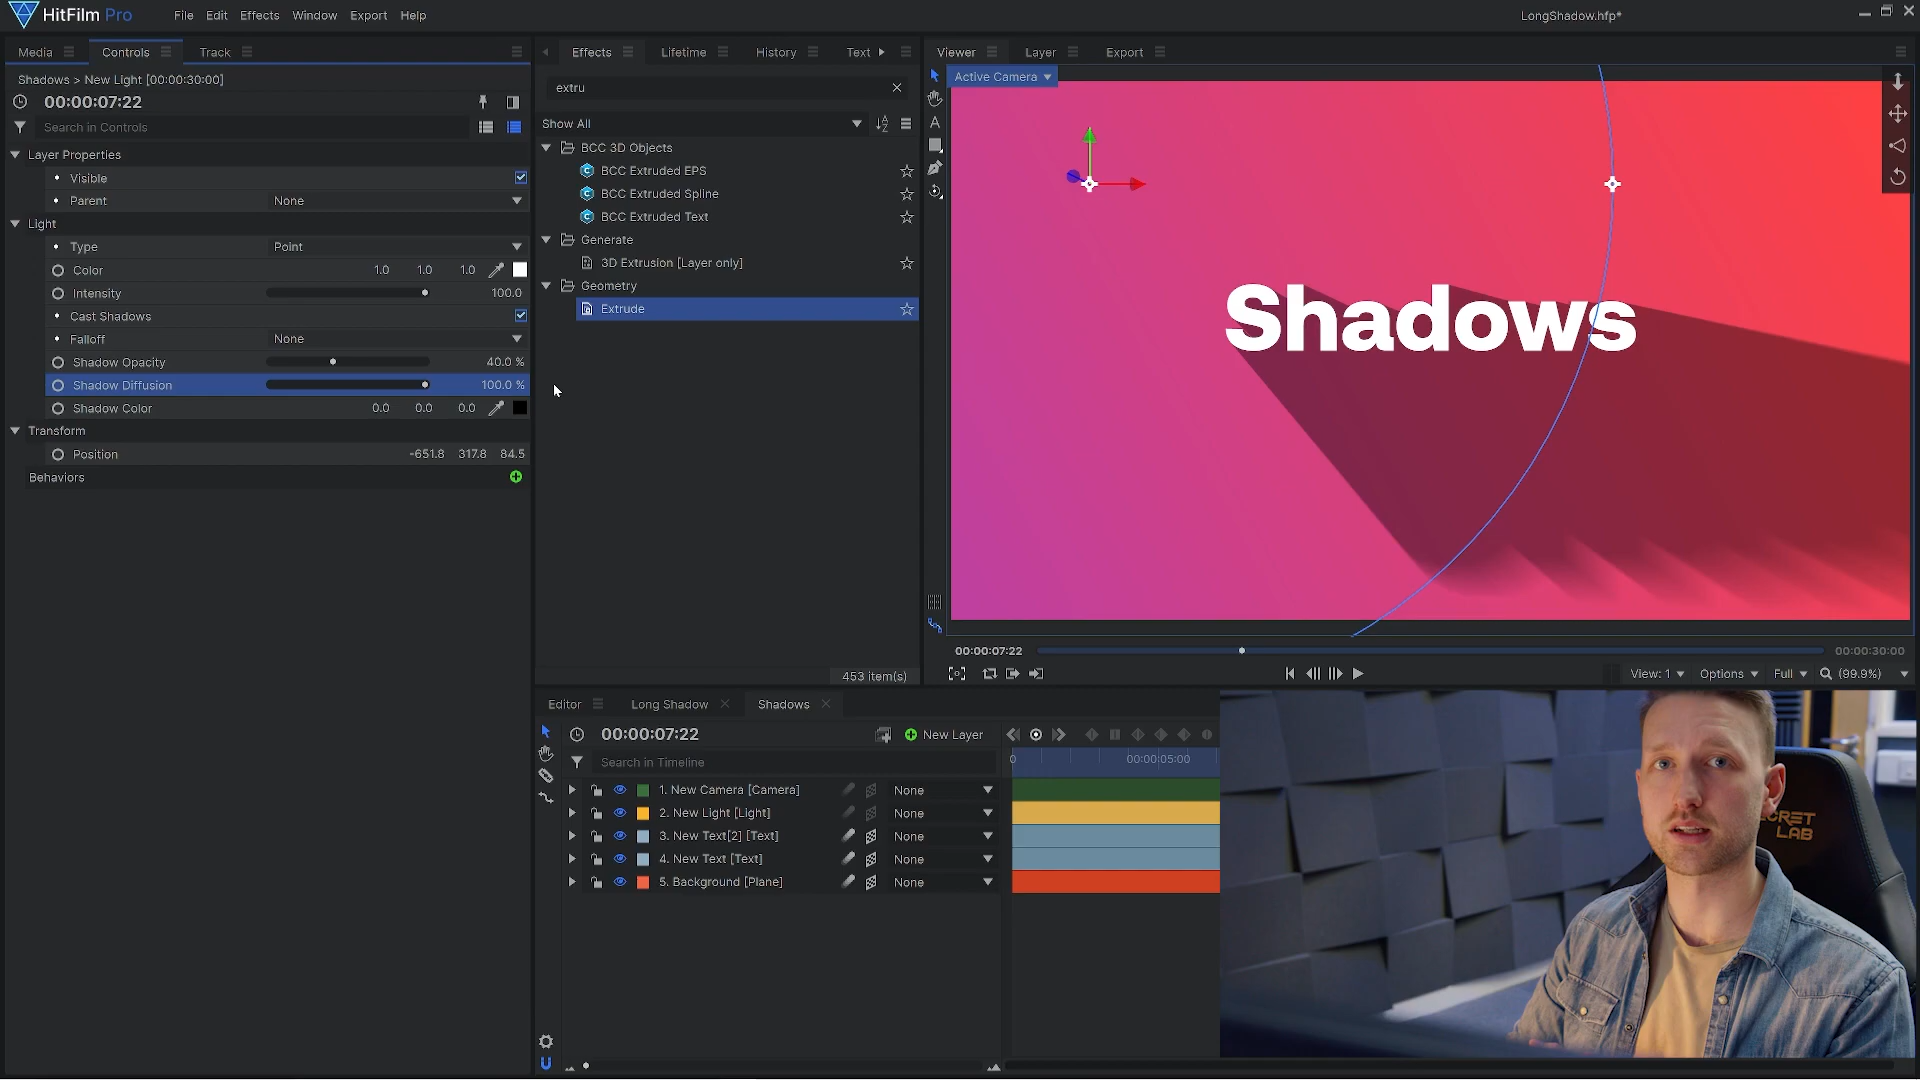 HitFilm Pro
File Edit Effects Window Export Help
LongShadow.hfp*
Media Controls Track
Shadows > New Light [00:00:30:00]
00:00:07:22
Search in Controls
Layer Properties
Visible
Parent None
Light
Type Point
Color 1.0 1.0 1.0
Intensity 100.0
Cast Shadows
Falloff None
Shadow Opacity 40.0 %
Shadow Diffusion 100.0 %
Shadow Color 0.0 0.0 0.0
Transform
Position -651.8 317.8 84.5
Behaviors
Effects Lifetime History Text
extru
Show All
BCC 3D Objects
BCC Extruded EPS
BCC Extruded Spline
BCC Extruded Text
Generate
3D Extrusion [Layer only]
Geometry
Extrude
453 item(s)
Viewer Layer Export
Active Camera
Shadows
00:00:07:22 00:00:30:00
View: 1 Options Full (99.9%)
Editor Long Shadow Shadows
00:00:07:22 New Layer
Search in Timeline
0 00:00:05:00
1. New Camera [Camera] None
2. New Light [Light] None
3. New Text[2] [Text] None
4. New Text [Text] None
5. Background [Plane] None
LAB